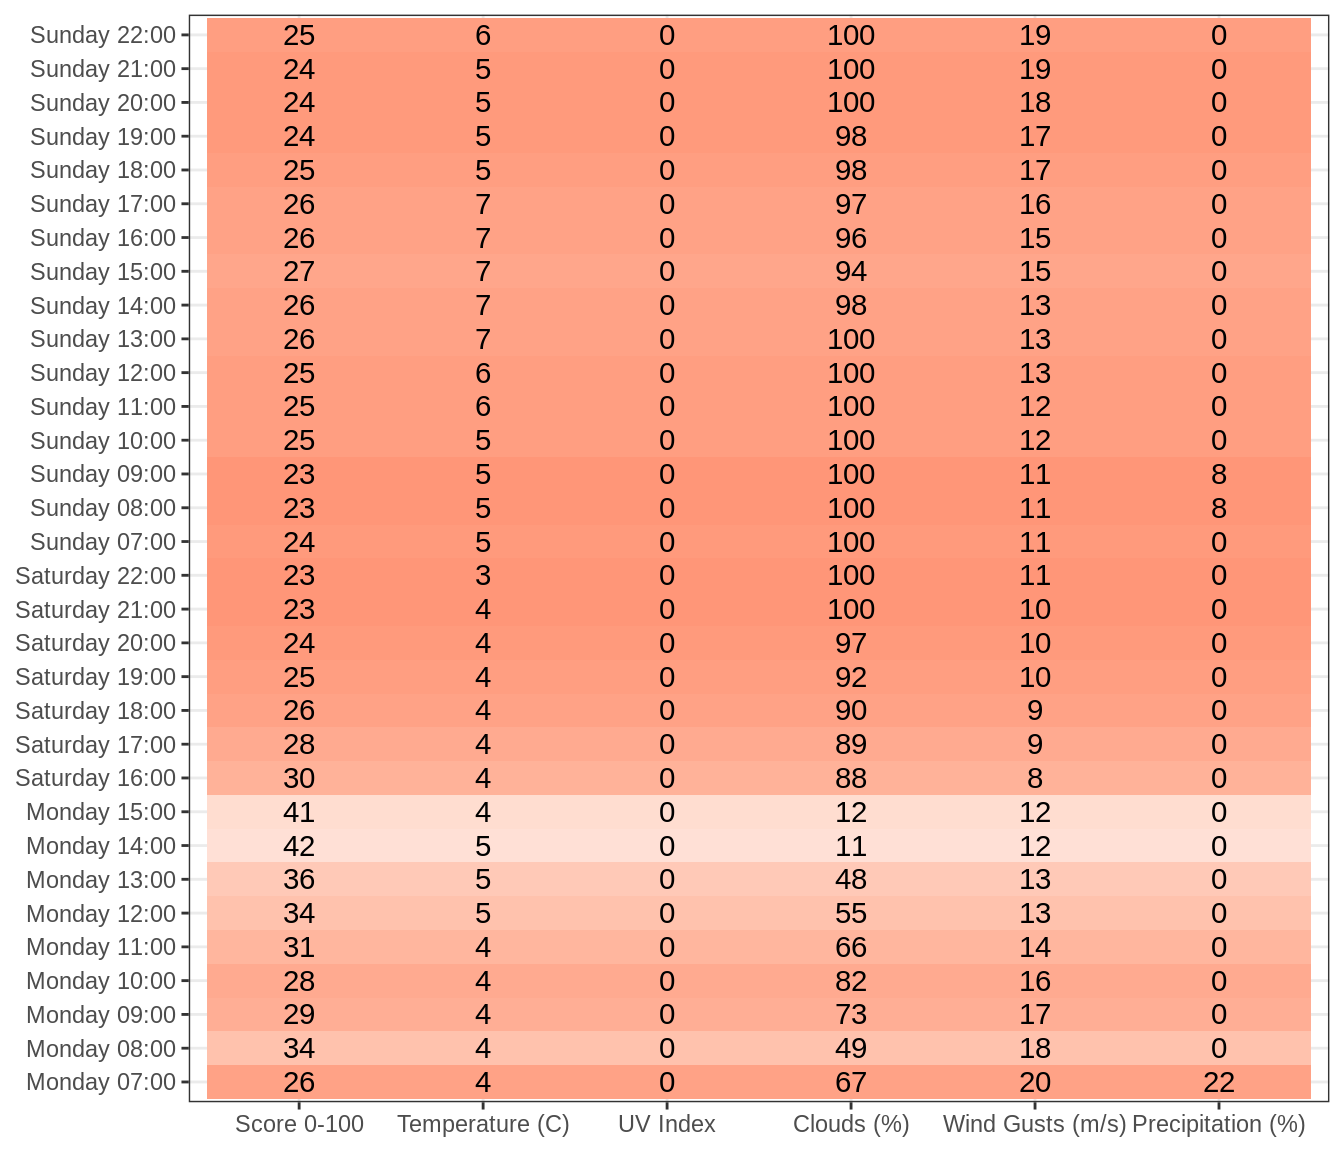 Sunday 22:00 25 6 0 100 19 0
Sunday 21:00 24 5 0 100 19 0
Sunday 20:00 24 5 0 100 18 0
Sunday 19:00 24 5 0 98 17 0
Sunday 18:00 25 5 0 98 17 0
Sunday 17:00 26 7 0 97 16 0
Sunday 16:00 26 7 0 96 15 0
Sunday 15:00 27 7 0 94 15 0
Sunday 14:00 26 7 0 98 13 0
Sunday 13:00 26 7 0 100 13 0
Sunday 12:00 25 6 0 100 13 0
Sunday 11:00 25 6 0 100 12 0
Sunday 10:00 25 5 0 100 12 0
Sunday 09:00 23 5 0 100 11 8
Sunday 08:00 23 5 0 100 11 8
Sunday 07:00 24 5 0 100 11 0
Saturday 22:00 23 3 0 100 11 0
Saturday 21:00 23 4 0 100 10 0
Saturday 20:00 24 4 0 97 10 0
Saturday 19:00 25 4 0 92 10 0
Saturday 18:00 26 4 0 90 9 0
Saturday 17:00 28 4 0 89 9 0
Saturday 16:00 30 4 0 88 8 0
Monday 15:00 41 4 0 12 12 0
Monday 14:00 42 5 0 11 12 0
Monday 13:00 36 5 0 48 13 0
Monday 12:00 34 5 0 55 13 0
Monday 11:00 31 4 0 66 14 0
Monday 10:00 28 4 0 82 16 0
Monday 09:00 29 4 0 73 17 0
Monday 08:00 34 4 0 49 18 0
Monday 07:00 26 4 0 67 20 22
Score 0-100 Temperature (C) UV Index Clouds (%) Wind Gusts (m/s) Precipitation (%)